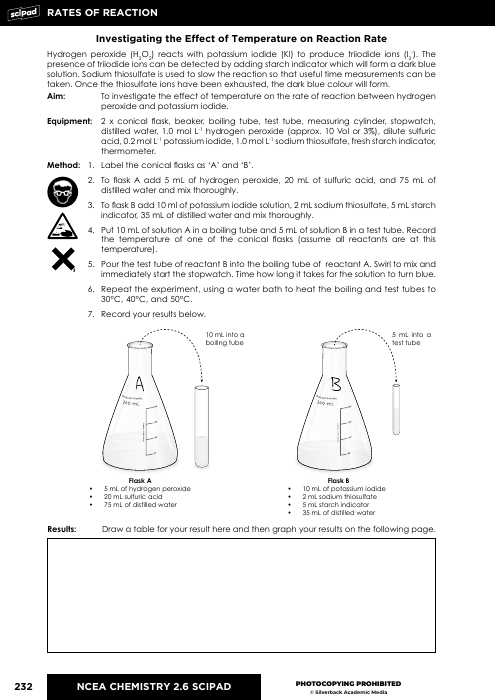 scipad RATES OF REACTION
Investigating the Effect of Temperature on Reaction Rate
Hydrogen peroxide (H₂O₂) reacts with potassium iodide (KI) to produce triiodide ions (I₃⁻). The
presence of triiodide ions can be detected by adding starch indicator which will form a dark blue
solution. Sodium thiosulfate is used to slow the reaction so that useful time measurements can be
taken. Once the thiosulfate ions have been exhausted, the dark blue colour will form.
Aim: To investigate the effect of temperature on the rate of reaction between hydrogen
peroxide and potassium iodide.
Equipment: 2 x conical flask, beaker, boiling tube, test tube, measuring cylinder, stopwatch,
distilled water, 1.0 mol L⁻¹ hydrogen peroxide (approx. 10 Vol or 3%), dilute sulfuric
acid, 0.2 mol L⁻¹ potassium iodide, 1.0 mol L⁻¹ sodium thiosulfate, fresh starch indicator,
thermometer.
Method: 1. Label the conical flasks as ‘A’ and ‘B’.
2. To flask A add 5 mL of hydrogen peroxide, 20 mL of sulfuric acid, and 75 mL of
distilled water and mix thoroughly.
3. To flask B add 10 ml of potassium iodide solution, 2 mL sodium thiosulfate, 5 mL starch
indicator, 35 mL of distilled water and mix thoroughly.
4. Put 10 mL of solution A in a boiling tube and 5 mL of solution B in a test tube. Record
the temperature of one of the conical flasks (assume all reactants are at this
temperature).
5. Pour the test tube of reactant B into the boiling tube of reactant A. Swirl to mix and
immediately start the stopwatch. Time how long it takes for the solution to turn blue.
6. Repeat the experiment, using a water bath to heat the boiling and test tubes to
30°C, 40°C, and 50°C.
7. Record your results below.
10 mL into a
boiling tube
A
250 mL
5 mL into a
test tube
B
250 mL
Flask A
• 5 mL of hydrogen peroxide
• 20 mL sulfuric acid
• 75 mL of distilled water
Flask B
• 10 mL of potassium iodide
• 2 mL sodium thiosulfate
• 5 mL starch indicator
• 35 mL of distilled water
Results: Draw a table for your result here and then graph your results on the following page.
232 NCEA CHEMISTRY 2.6 SCIPAD
PHOTOCOPYING PROHIBITED
© Silverback Academic Media